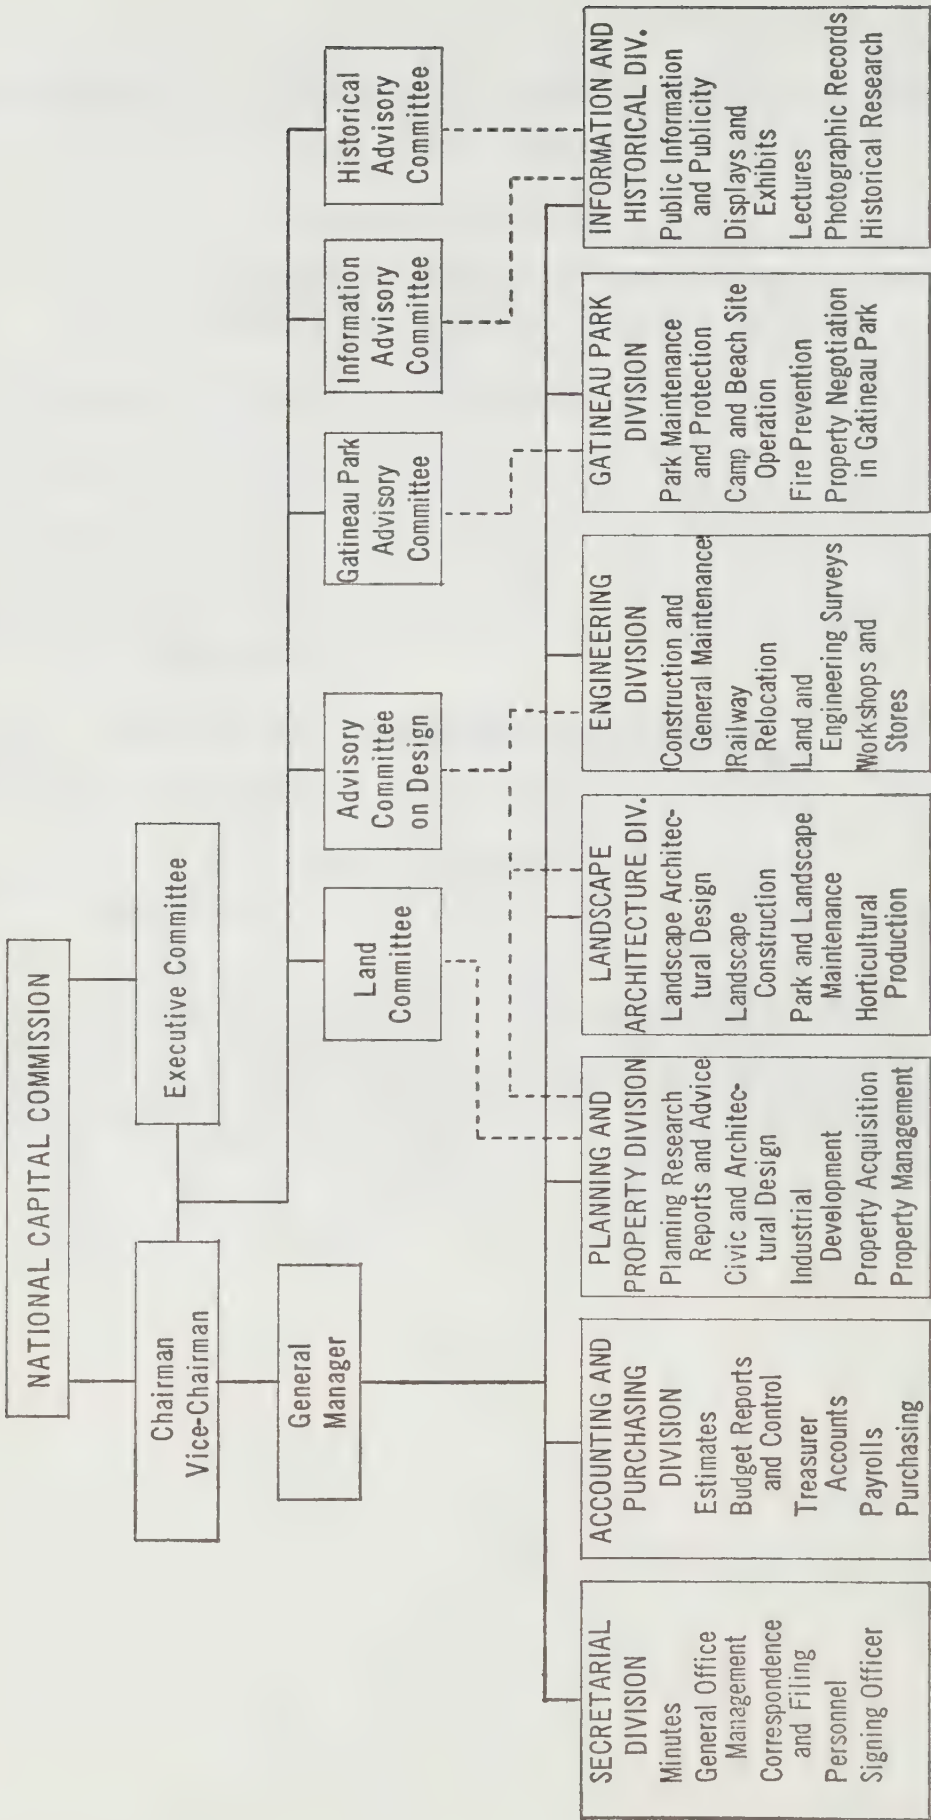 NATIONAL CAPITAL COMMISSION
Chairman
Vice-Chairman
Executive Committee
General
Manager
Land
Committee
Advisory
Committee
on Design
Gatineau Park
Advisory
Committee
Information
Advisory
Committee
Historical
Advisory
Committee
SECRETARIAL
DIVISION
Minutes
General Office
Management
Correspondence
and Filing
Personnel
Signing Officer
ACCOUNTING AND
PURCHASING
DIVISION
Estimates
Budget Reports
and Control
Treasurer
Accounts
Payrolls
Purchasing
PLANNING AND
PROPERTY DIVISION
Planning Research
Reports and Advice
Civic and Architec-
tural Design
Industrial
Development
Property Acquisition
Property Management
LANDSCAPE
ARCHITECTURE DIV.
Landscape Architec-
tural Design
Landscape
Construction
Park and Landscape
Maintenance
Horticultural
Production
ENGINEERING
DIVISION
Construction and
General Maintenance
Railway
Relocation
Land and
Engineering Surveys
Workshops and
Stores
GATINEAU PARK
DIVISION
Park Maintenance
and Protection
Camp and Beach Site
Operation
Fire Prevention
Property Negotiation
in Gatineau Park
INFORMATION AND
HISTORICAL DIV.
Public Information
and Publicity
Displays and
Exhibits
Lectures
Photographic Records
Historical Research